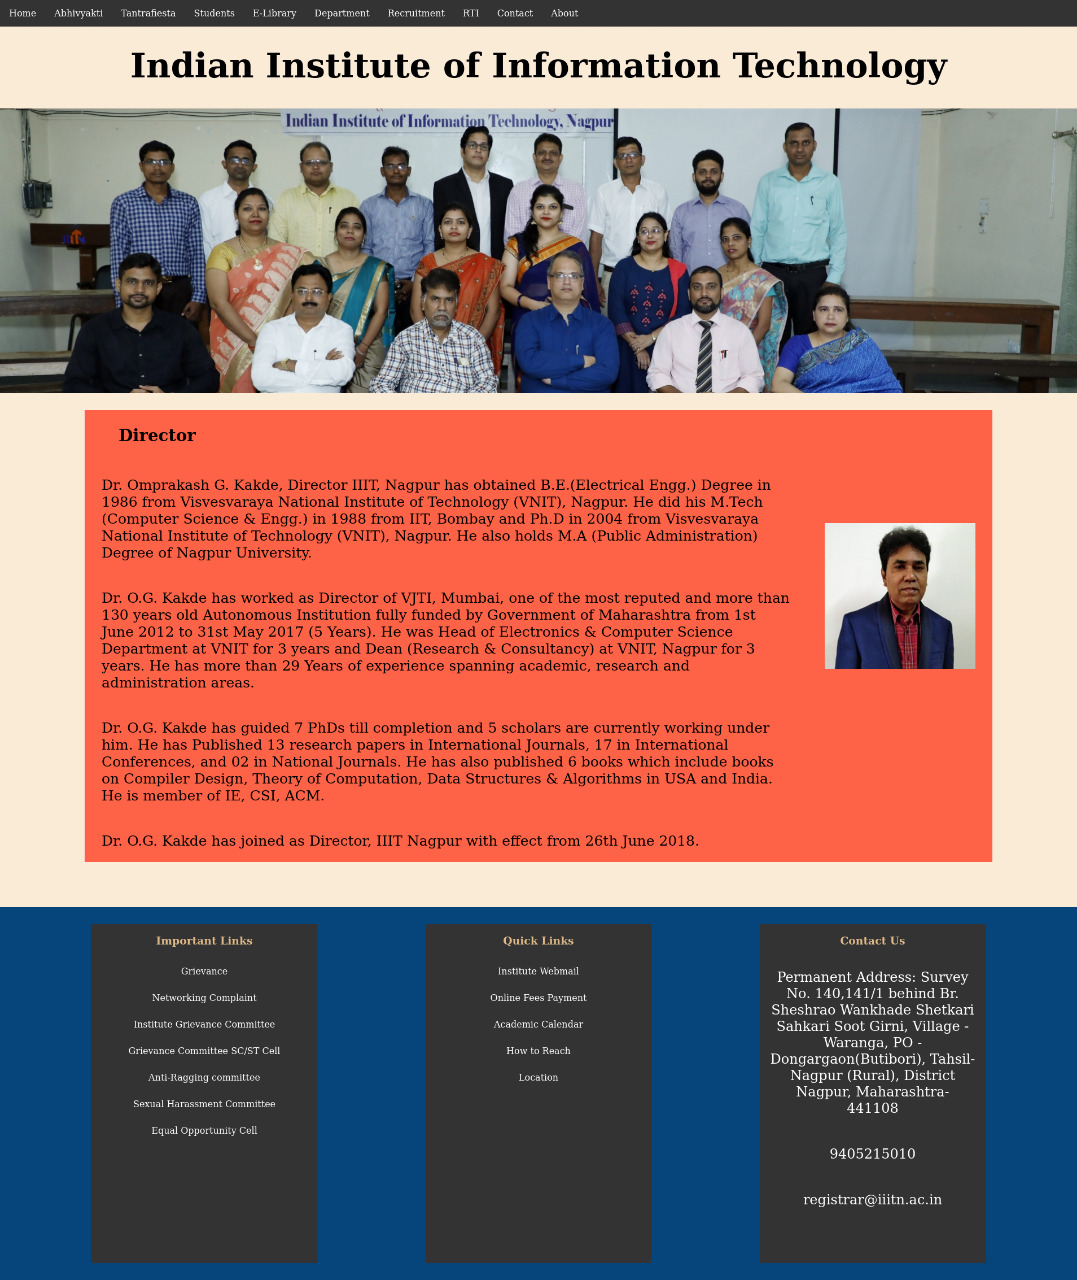 Home Abhivyakti Tantrafiesta Students E-Library Department Recruitment RTI Contact About
Indian Institute of Information Technology
Indian Institute of Information Technology, Nagpur
Director
Dr. Omprakash G. Kakde, Director IIIT, Nagpur has obtained B.E.(Electrical Engg.) Degree in
1986 from Visvesvaraya National Institute of Technology (VNIT), Nagpur. He did his M.Tech
(Computer Science & Engg.) in 1988 from IIT, Bombay and Ph.D in 2004 from Visvesvaraya
National Institute of Technology (VNIT), Nagpur. He also holds M.A (Public Administration)
Degree of Nagpur University.
Dr. O.G. Kakde has worked as Director of VJTI, Mumbai, one of the most reputed and more than
130 years old Autonomous Institution fully funded by Government of Maharashtra from 1st
June 2012 to 31st May 2017 (5 Years). He was Head of Electronics & Computer Science
Department at VNIT for 3 years and Dean (Research & Consultancy) at VNIT, Nagpur for 3
years. He has more than 29 Years of experience spanning academic, research and
administration areas.
Dr. O.G. Kakde has guided 7 PhDs till completion and 5 scholars are currently working under
him. He has Published 13 research papers in International Journals, 17 in International
Conferences, and 02 in National Journals. He has also published 6 books which include books
on Compiler Design, Theory of Computation, Data Structures & Algorithms in USA and India.
He is member of IE, CSI, ACM.
Dr. O.G. Kakde has joined as Director, IIIT Nagpur with effect from 26th June 2018.
Important Links
Grievance
Networking Complaint
Institute Grievance Committee
Grievance Committee SC/ST Cell
Anti-Ragging committee
Sexual Harassment Committee
Equal Opportunity Cell
Quick Links
Institute Webmail
Online Fees Payment
Academic Calendar
How to Reach
Location
Contact Us
Permanent Address: Survey
No. 140,141/1 behind Br.
Sheshrao Wankhade Shetkari
Sahkari Soot Girni, Village -
Waranga, PO -
Dongargaon(Butibori), Tahsil-
Nagpur (Rural), District
Nagpur, Maharashtra-
441108
9405215010
registrar@iiitn.ac.in